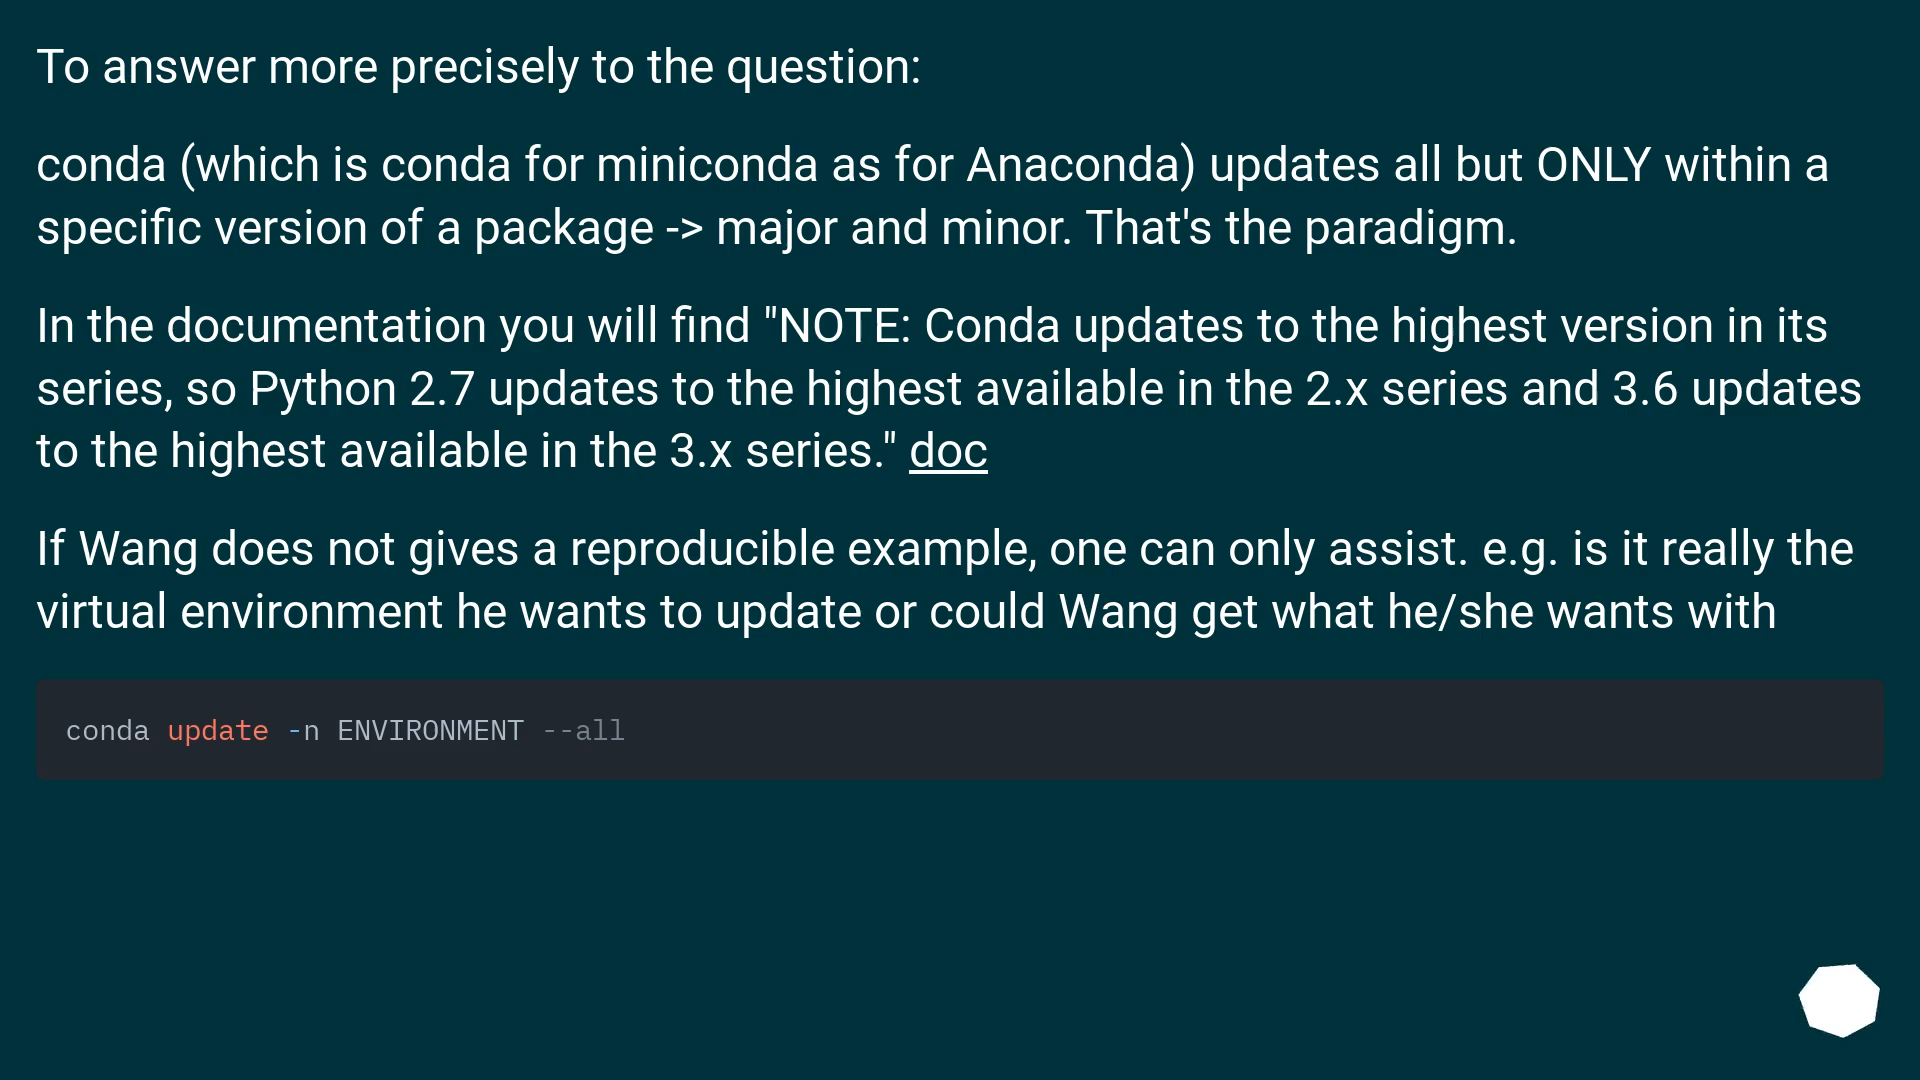 To answer more precisely to the question:
conda (which is conda for miniconda as for Anaconda) updates all but ONLY within a
specific version of a package -> major and minor. That's the paradigm.
In the documentation you will find "NOTE: Conda updates to the highest version in its
series, so Python 2.7 updates to the highest available in the 2.x series and 3.6 updates
to the highest available in the 3.x series." doc
If Wang does not gives a reproducible example, one can only assist. e.g. is it really the
virtual environment he wants to update or could Wang get what he/she wants with
conda update -n ENVIRONMENT --all